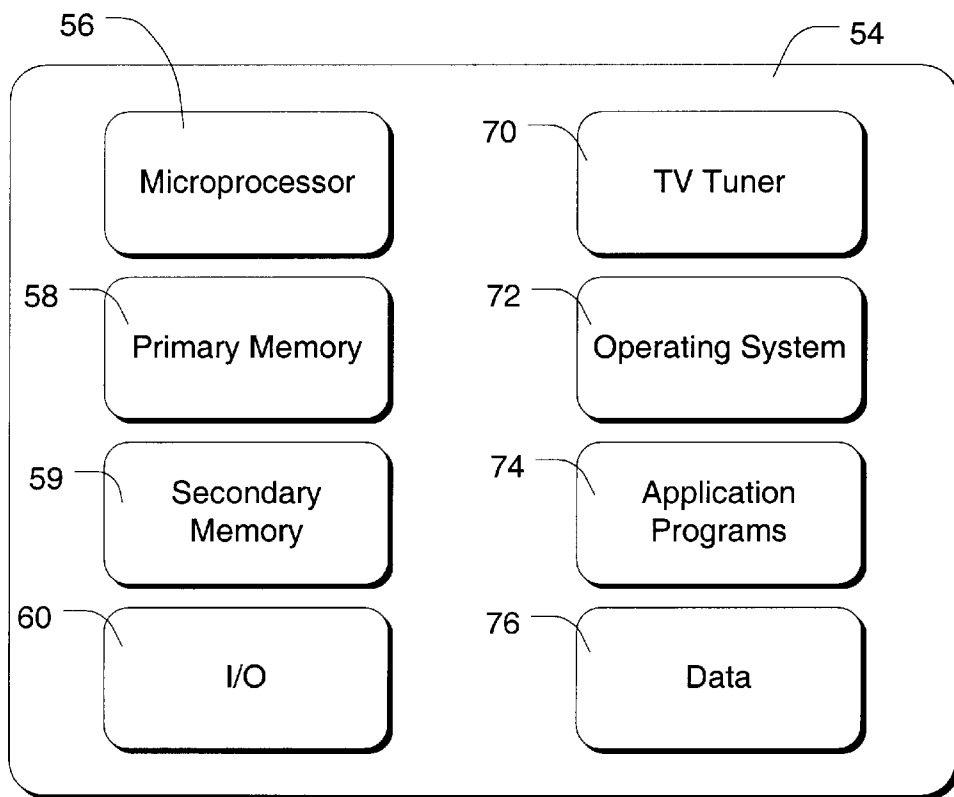 56
54
Microprocessor
70
TV Tuner
58
Primary Memory
72
Operating System
59
Secondary
Memory
74
Application
Programs
60
I/O
76
Data